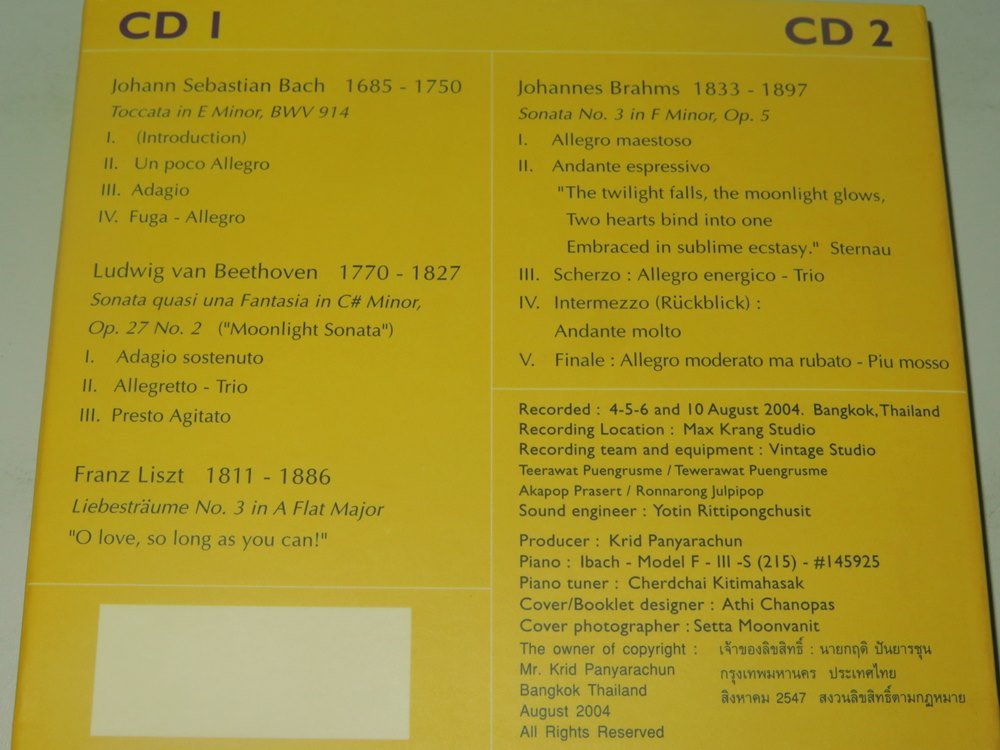 CD 1
Johann Sebastian Bach 1685 - 1750
Toccata in E Minor, BWV 914
I. (Introduction)
II. Un poco Allegro
III. Adagio
IV. Fuga - Allegro
Ludwig van Beethoven 1770 - 1827
Sonata quasi una Fantasia in C# Minor,
Op. 27 No. 2 ("Moonlight Sonata")
I. Adagio sostenuto
II. Allegretto - Trio
III. Presto Agitato
Franz Liszt 1811 - 1886
Liebesträume No. 3 in A Flat Major
"O love, so long as you can!"
CD 2
Johannes Brahms 1833 - 1897
Sonata No. 3 in F Minor, Op. 5
I. Allegro maestoso
II. Andante espressivo
"The twilight falls, the moonlight glows,
Two hearts bind into one
Embraced in sublime ecstasy." Sternau
III. Scherzo : Allegro energico - Trio
IV. Intermezzo (Rückblick) :
Andante molto
V. Finale : Allegro moderato ma rubato - Piu mosso
Recorded : 4-5-6 and 10 August 2004. Bangkok, Thailand
Recording Location : Max Krang Studio
Recording team and equipment : Vintage Studio
Teerawat Puengrusme / Tewerawat Puengrusme
Akapop Prasert / Ronnarong Julpipop
Sound engineer : Yotin Rittipongchusit
Producer : Krid Panyarachun
Piano : Ibach - Model F - III -S (215) - #145925
Piano tuner : Cherdchai Kitimahasak
Cover/Booklet designer : Athi Chanopas
Cover photographer : Setta Moonvanit
The owner of copyright :
Mr. Krid Panyarachun
Bangkok Thailand
August 2004
All Rights Reserved
เจ้าของลิขสิทธิ์ : นายกฤติ ปันยารชุน
กรุงเทพมหานคร ประเทศไทย
สิงหาคม 2547 สงวนลิขสิทธิ์ตามกฎหมาย